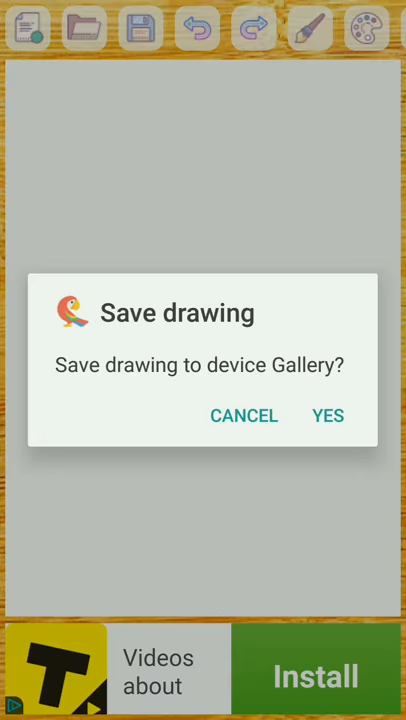 Save drawing
Save drawing to device Gallery?
CANCEL YES
Videos
about
Install